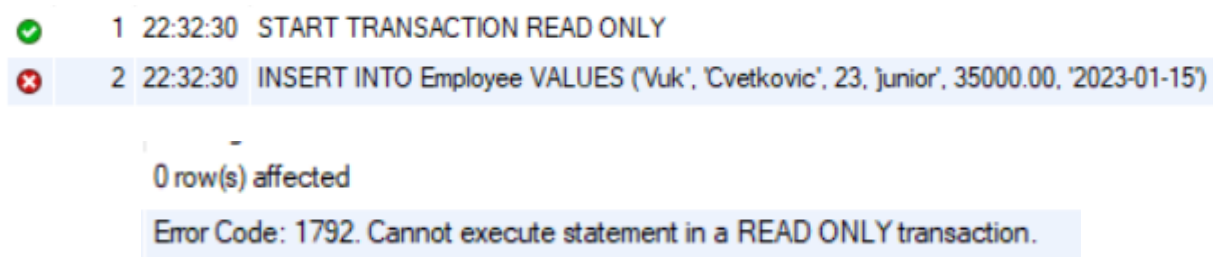 1 22:32:30 START TRANSACTION READ ONLY
2 22:32:30 INSERT INTO Employee VALUES ('Vuk', 'Cvetkovic', 23, 'junior', 35000.00, '2023-01-15')
0 row(s) affected
Error Code: 1792. Cannot execute statement in a READ ONLY transaction.